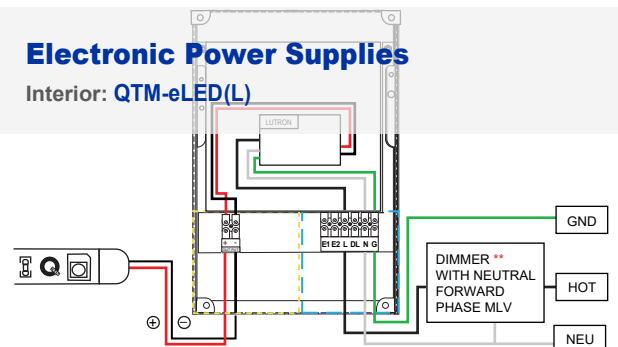 Electronic Power Supplies
Interior: QTM-eLED(L)
LUTRON
+ -
E1 E2 L DL N G
GND
DIMMER **
WITH NEUTRAL
FORWARD
PHASE MLV
HOT
NEU
Q
+ -